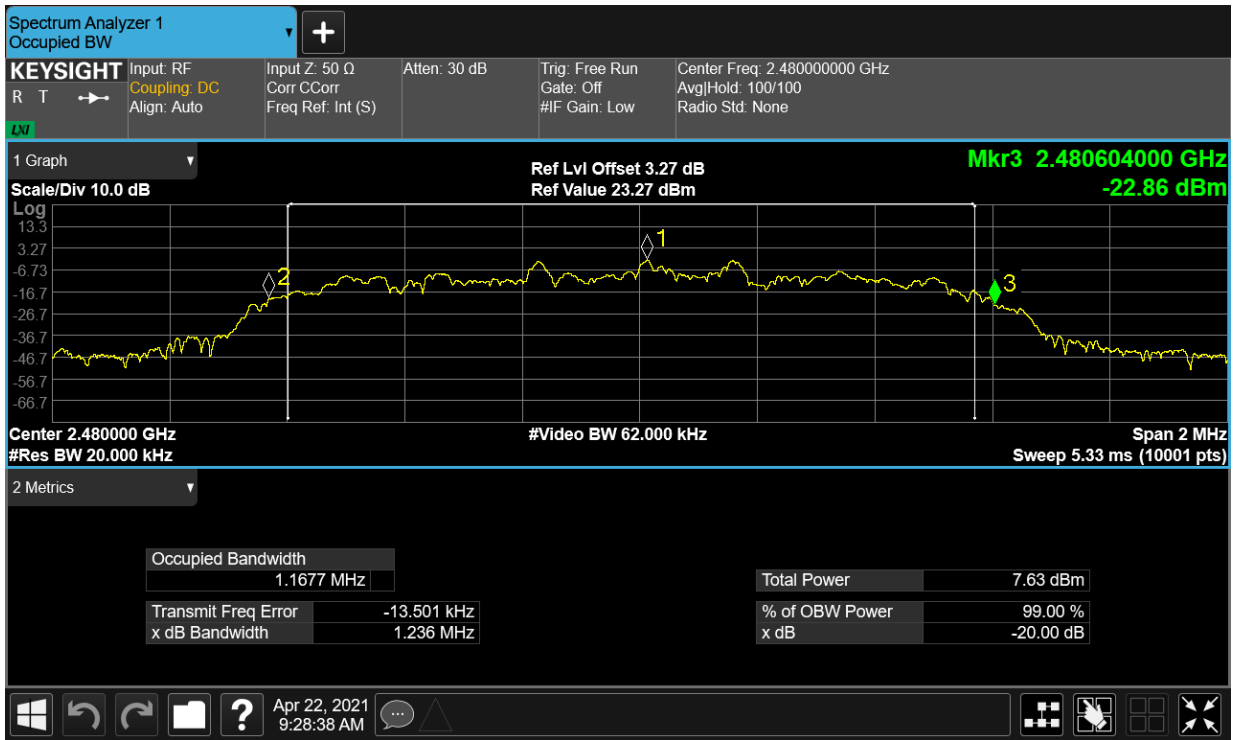 Spectrum Analyzer 1
Occupied BW
▼
+
KEYSIGHT
R T
LXI
Input: RF
Coupling: DC
Align: Auto
Input Z: 50 Ω
Corr CCorr
Freq Ref: Int (S)
Atten: 30 dB
Trig: Free Run
Gate: Off
#IF Gain: Low
Center Freq: 2.480000000 GHz
Avg|Hold: 100/100
Radio Std: None
1 Graph ▼
Scale/Div 10.0 dB
Ref Lvl Offset 3.27 dB
Ref Value 23.27 dBm
Mkr3 2.480604000 GHz
-22.86 dBm
Log
13.3
3.27
-6.73
-16.7
-26.7
-36.7
-46.7
-56.7
-66.7
2
1
3
Center 2.480000 GHz
#Res BW 20.000 kHz
#Video BW 62.000 kHz
Span 2 MHz
Sweep 5.33 ms (10001 pts)
2 Metrics ▼
Occupied Bandwidth
1.1677 MHz
Transmit Freq Error -13.501 kHz
x dB Bandwidth 1.236 MHz
Total Power 7.63 dBm
% of OBW Power 99.00 %
x dB -20.00 dB
?
Apr 22, 2021
9:28:38 AM